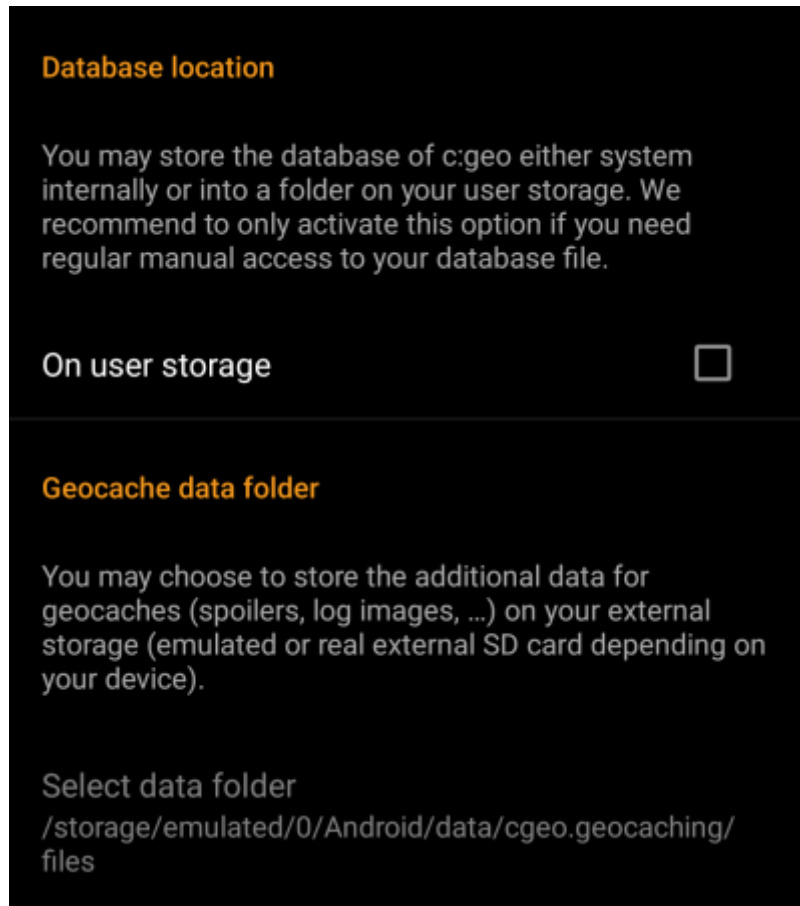 Database location
You may store the database of c:geo either system
internally or into a folder on your user storage. We
recommend to only activate this option if you need
regular manual access to your database file.
On user storage
Geocache data folder
You may choose to store the additional data for
geocaches (spoilers, log images, …) on your external
storage (emulated or real external SD card depending on
your device).
Select data folder
/storage/emulated/0/Android/data/cgeo.geocaching/
files